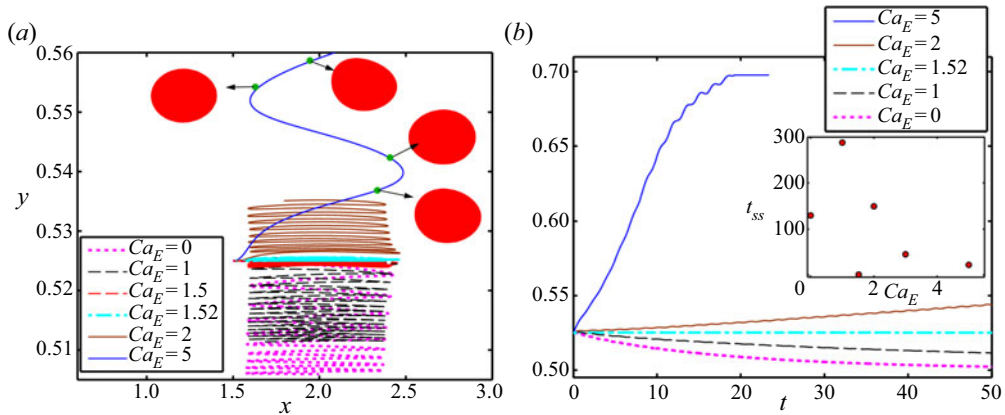 (a)
0.56
0.55
0.54
y
0.53
0.52
0.51
Ca_E = 0
Ca_E = 1
Ca_E = 1.5
Ca_E = 1.52
Ca_E = 2
Ca_E = 5
1.0 1.5 2.0 2.5 3.0
x
(b)
Ca_E = 5
Ca_E = 2
Ca_E = 1.52
Ca_E = 1
Ca_E = 0
0.70
0.65
0.60
0.55
0.50
300
200
t_ss
100
0 2 4
Ca_E
0 10 20 30 40 50
t